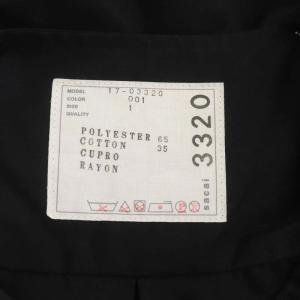 MODEL 17-03320
COLOR 001
SIZE 1
QUALITY
POLYESTER 65
COTTON 35
CUPRO
RAYON
sacai 3320